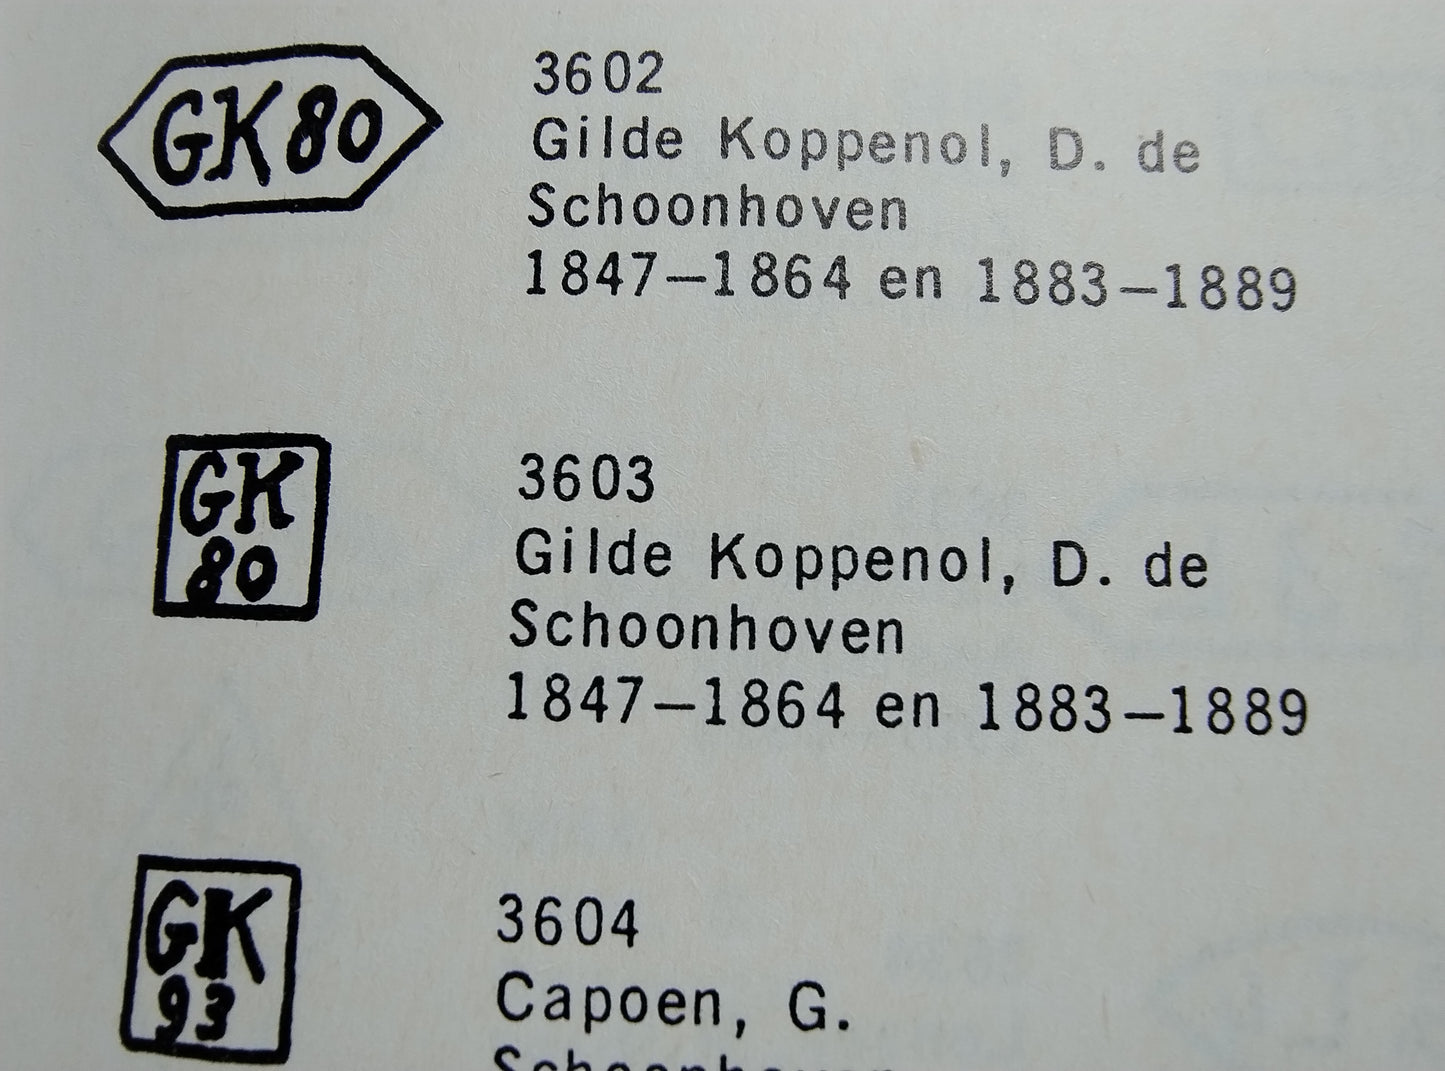 GK80
3602
Gilde Koppenol, D. de
Schoonhoven
1847–1864 en 1883–1889
GK
80
3603
Gilde Koppenol, D. de
Schoonhoven
1847–1864 en 1883–1889
GK
93
3604
Capoen, G.
Schoonhoven